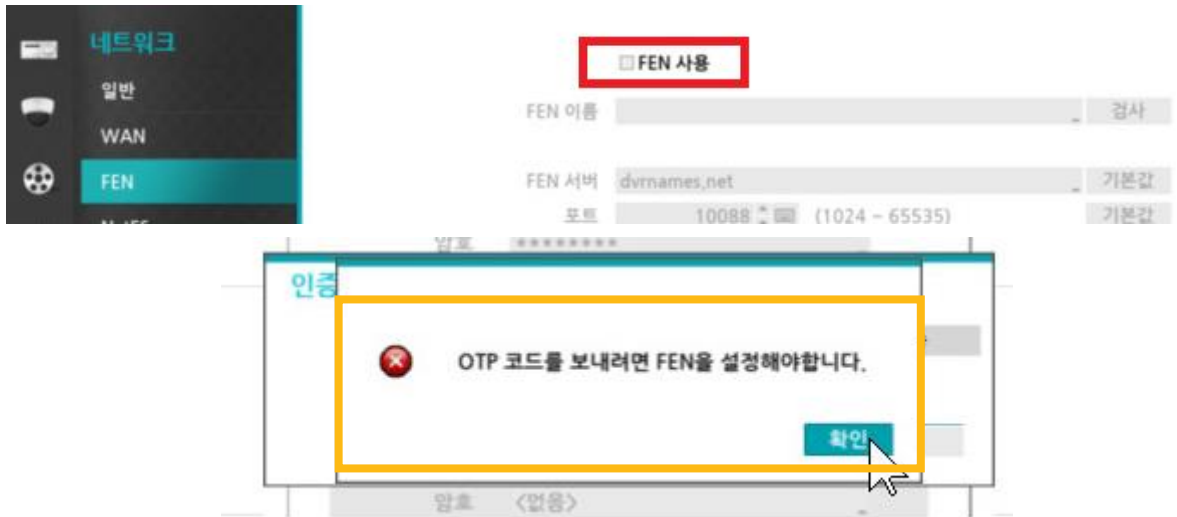 네트워크
일반
WAN
FEN
FEN 사용
FEN 이름 검사
FEN 서버 dvrnames,net 기본값
포트 10088 (1024 ~ 65535) 기본값
암호 ********
인증
OTP 코드를 보내려면 FEN을 설정해야합니다.
확인
암호 <없음>